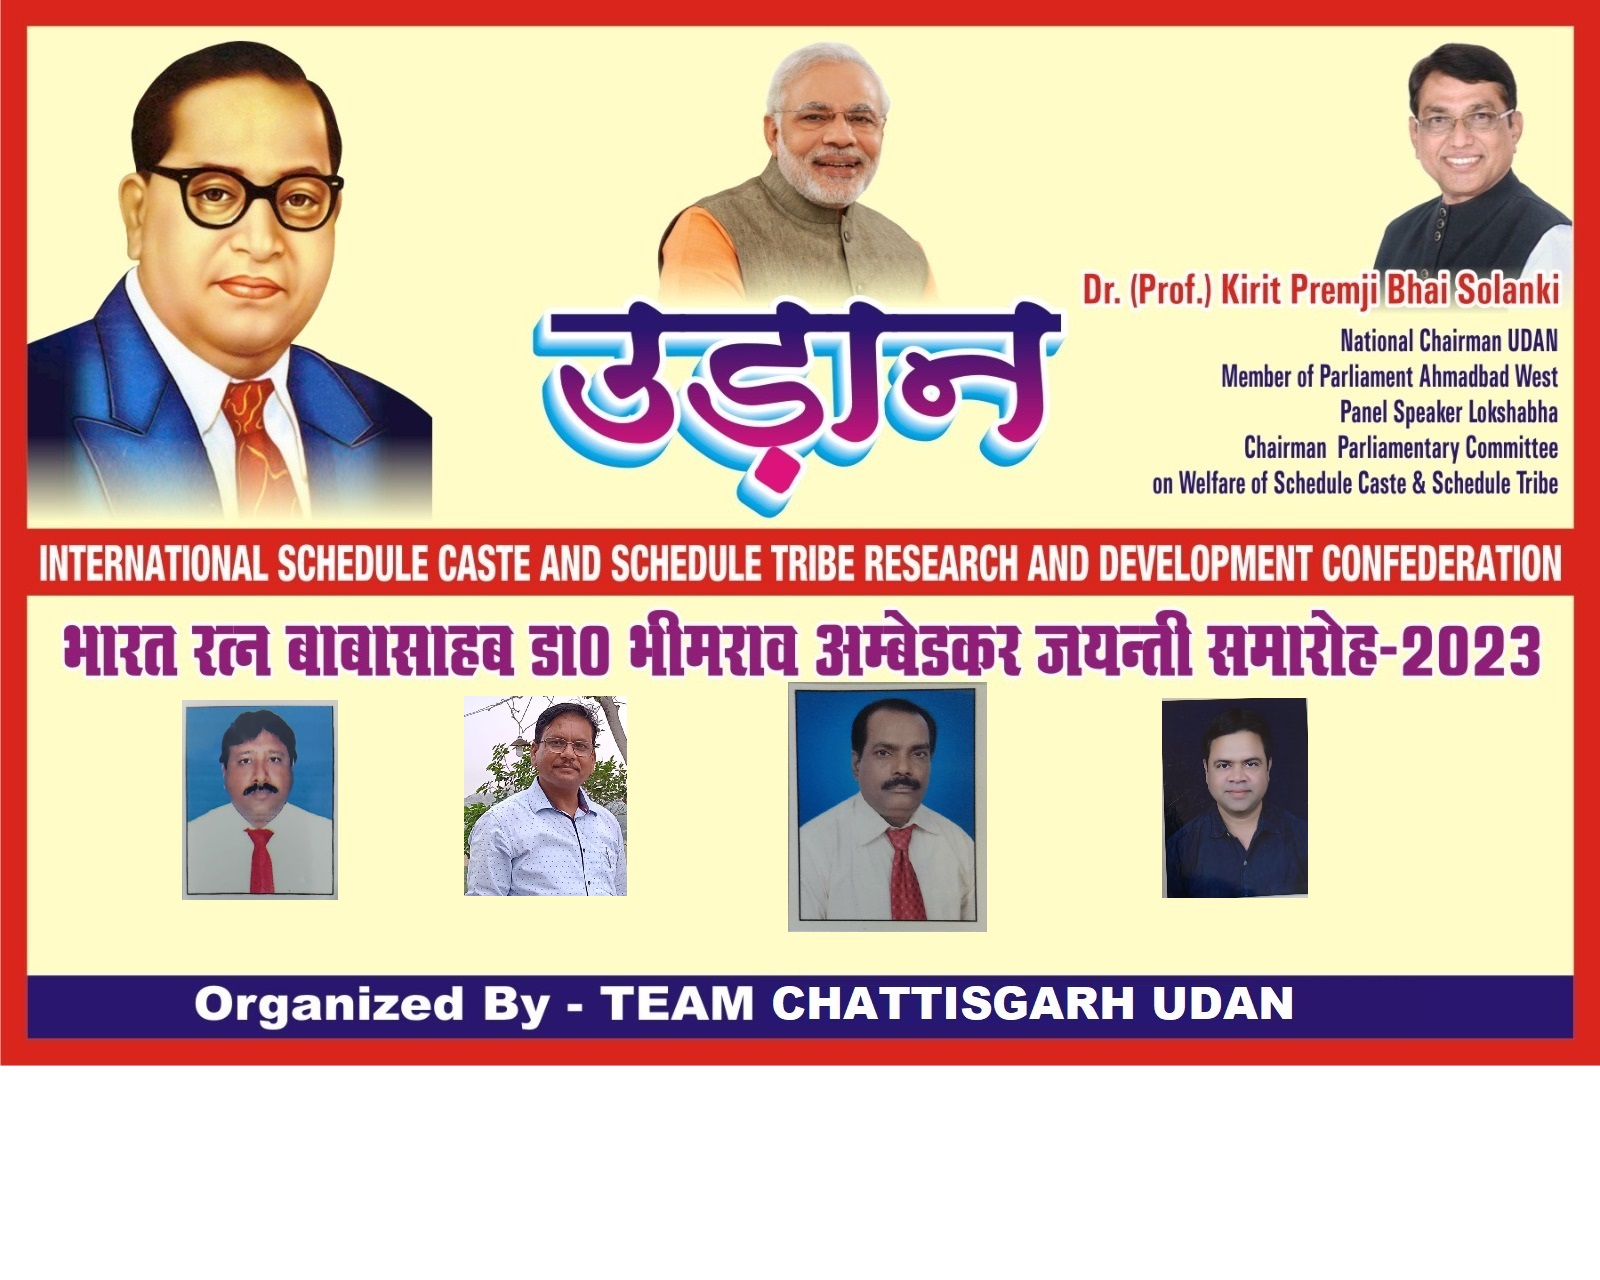 उड़ान
Dr. (Prof.) Kirit Premji Bhai Solanki
National Chairman UDAN
Member of Parliament Ahmadbad West
Panel Speaker Lokshabha
Chairman Parliamentary Committee
on Welfare of Schedule Caste & Schedule Tribe
INTERNATIONAL SCHEDULE CASTE AND SCHEDULE TRIBE RESEARCH AND DEVELOPMENT CONFEDERATION
भारत रत्न बाबासाहब डा0 भीमराव अम्बेडकर जयन्ती समारोह-2023
Organized By - TEAM CHATTISGARH UDAN